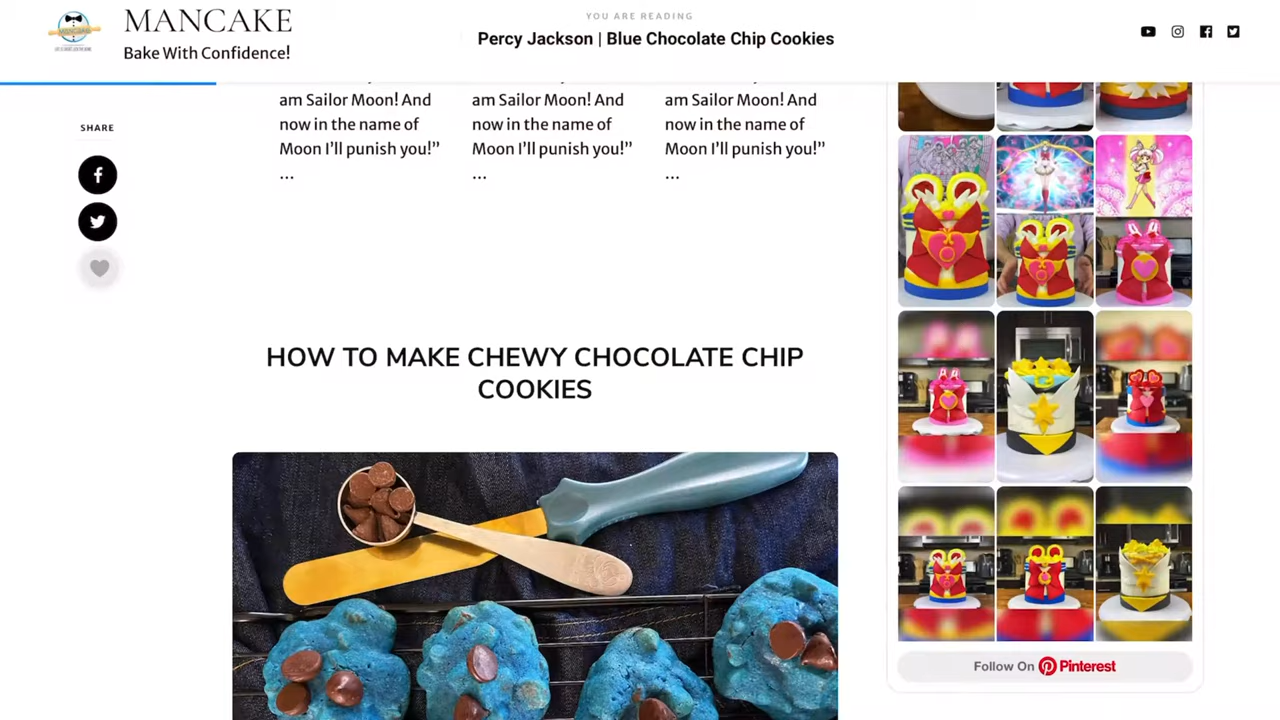 MANCAKE
Bake With Confidence!
YOU ARE READING
Percy Jackson | Blue Chocolate Chip Cookies
SHARE
am Sailor Moon! And
now in the name of
Moon I’ll punish you!”
...
am Sailor Moon! And
now in the name of
Moon I’ll punish you!”
...
am Sailor Moon! And
now in the name of
Moon I’ll punish you!”
...
HOW TO MAKE CHEWY CHOCOLATE CHIP
COOKIES
Follow On Pinterest